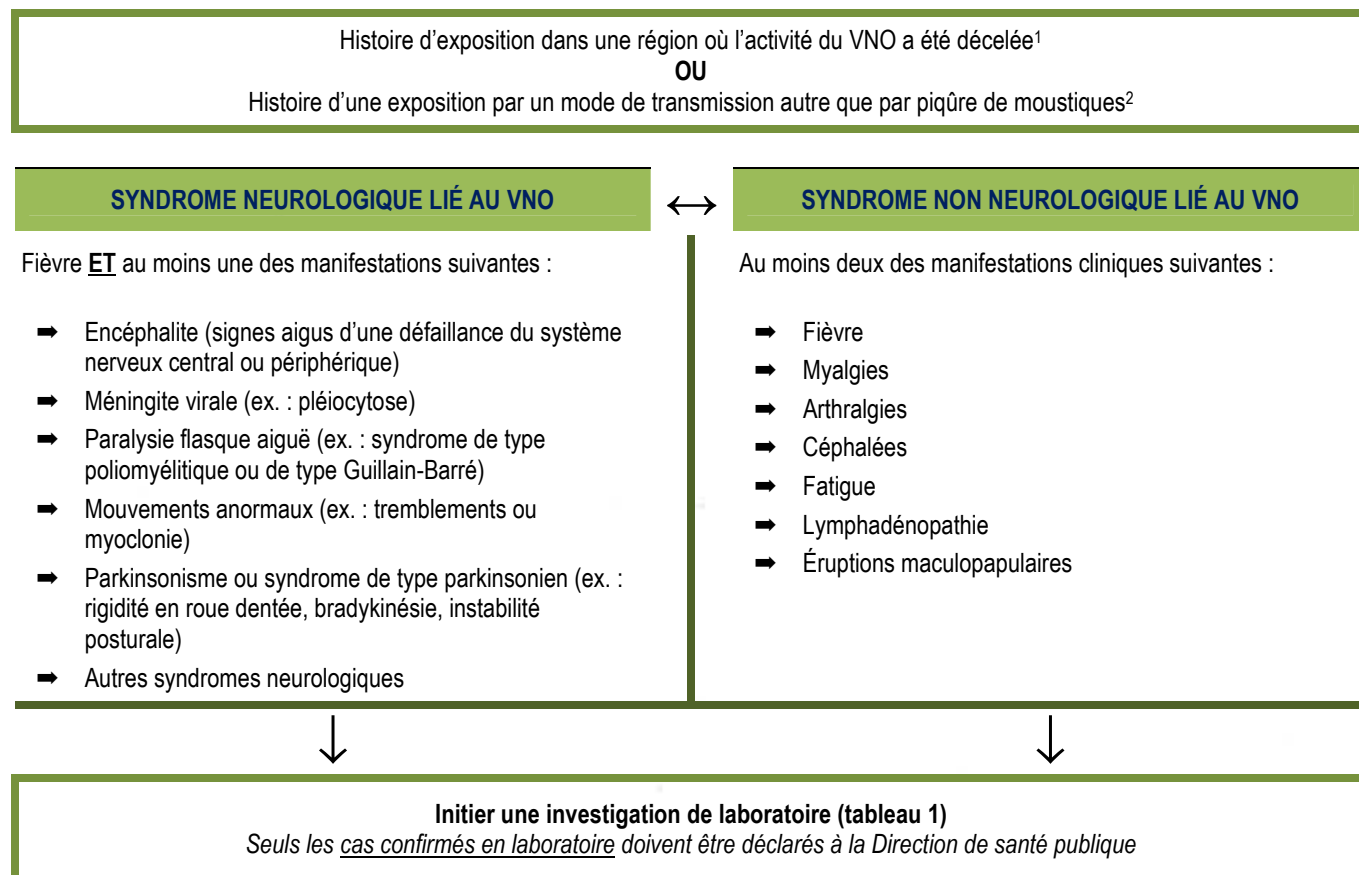 Histoire d'exposition dans une région où l'activité du VNO a été décelée¹
OU
Histoire d'une exposition par un mode de transmission autre que par piqûre de moustiques²
SYNDROME NEUROLOGIQUE LIÉ AU VNO
Fièvre ET au moins une des manifestations suivantes :
➡ Encéphalite (signes aigus d'une défaillance du système
nerveux central ou périphérique)
➡ Méningite virale (ex. : pléiocytose)
➡ Paralysie flasque aiguë (ex. : syndrome de type
poliomyélitique ou de type Guillain-Barré)
➡ Mouvements anormaux (ex. : tremblements ou
myoclonie)
➡ Parkinsonisme ou syndrome de type parkinsonien (ex. :
rigidité en roue dentée, bradykinésie, instabilité
posturale)
➡ Autres syndromes neurologiques
↔
SYNDROME NON NEUROLOGIQUE LIÉ AU VNO
Au moins deux des manifestations cliniques suivantes :
➡ Fièvre
➡ Myalgies
➡ Arthralgies
➡ Céphalées
➡ Fatigue
➡ Lymphadénopathie
➡ Éruptions maculopapulaires
Initier une investigation de laboratoire (tableau 1)
Seuls les cas confirmés en laboratoire doivent être déclarés à la Direction de santé publique